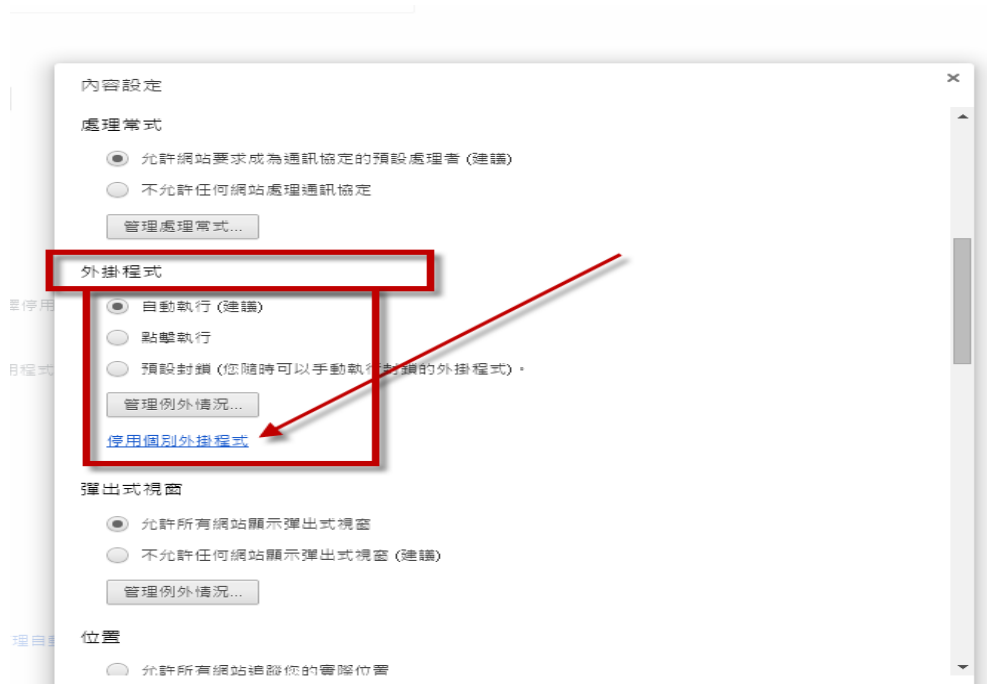 內容設定
處理常式
允許網站要求成為通訊協定的預設處理者 (建議)
不允許任何網站處理通訊協定
管理處理常式...
外掛程式
自動執行 (建議)
點擊執行
預設封鎖 (您隨時可以手動執行封鎖的外掛程式)。
管理例外情況...
停用個別外掛程式
彈出式視窗
允許所有網站顯示彈出式視窗
不允許任何網站顯示彈出式視窗 (建議)
管理例外情況...
位置
允許所有網站追蹤您的實際位置